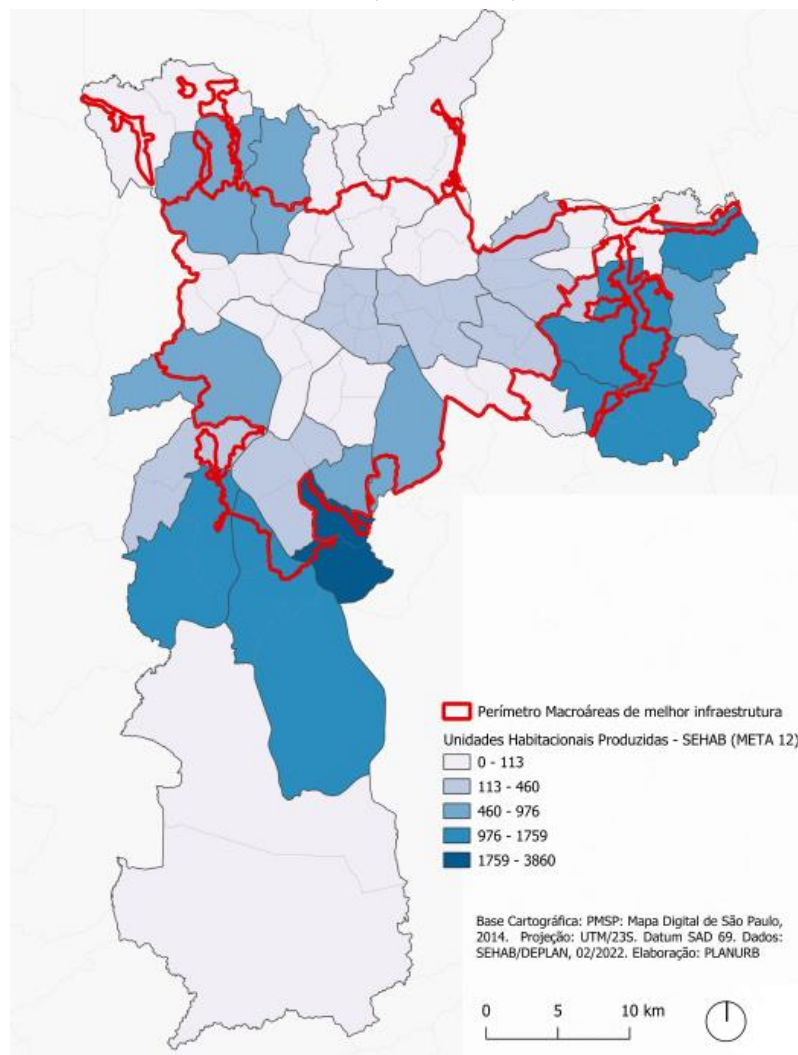 Perímetro Macroáreas de melhor infraestrutura
Unidades Habitacionais Produzidas - SEHAB (META 12)
0 - 113
113 - 460
460 - 976
976 - 1759
1759 - 3860
Base Cartográfica: PMSP: Mapa Digital de São Paulo,
2014. Projeção: UTM/23S. Datum SAD 69. Dados:
SEHAB/DEPLAN, 02/2022. Elaboração: PLANURB
0 5 10 km